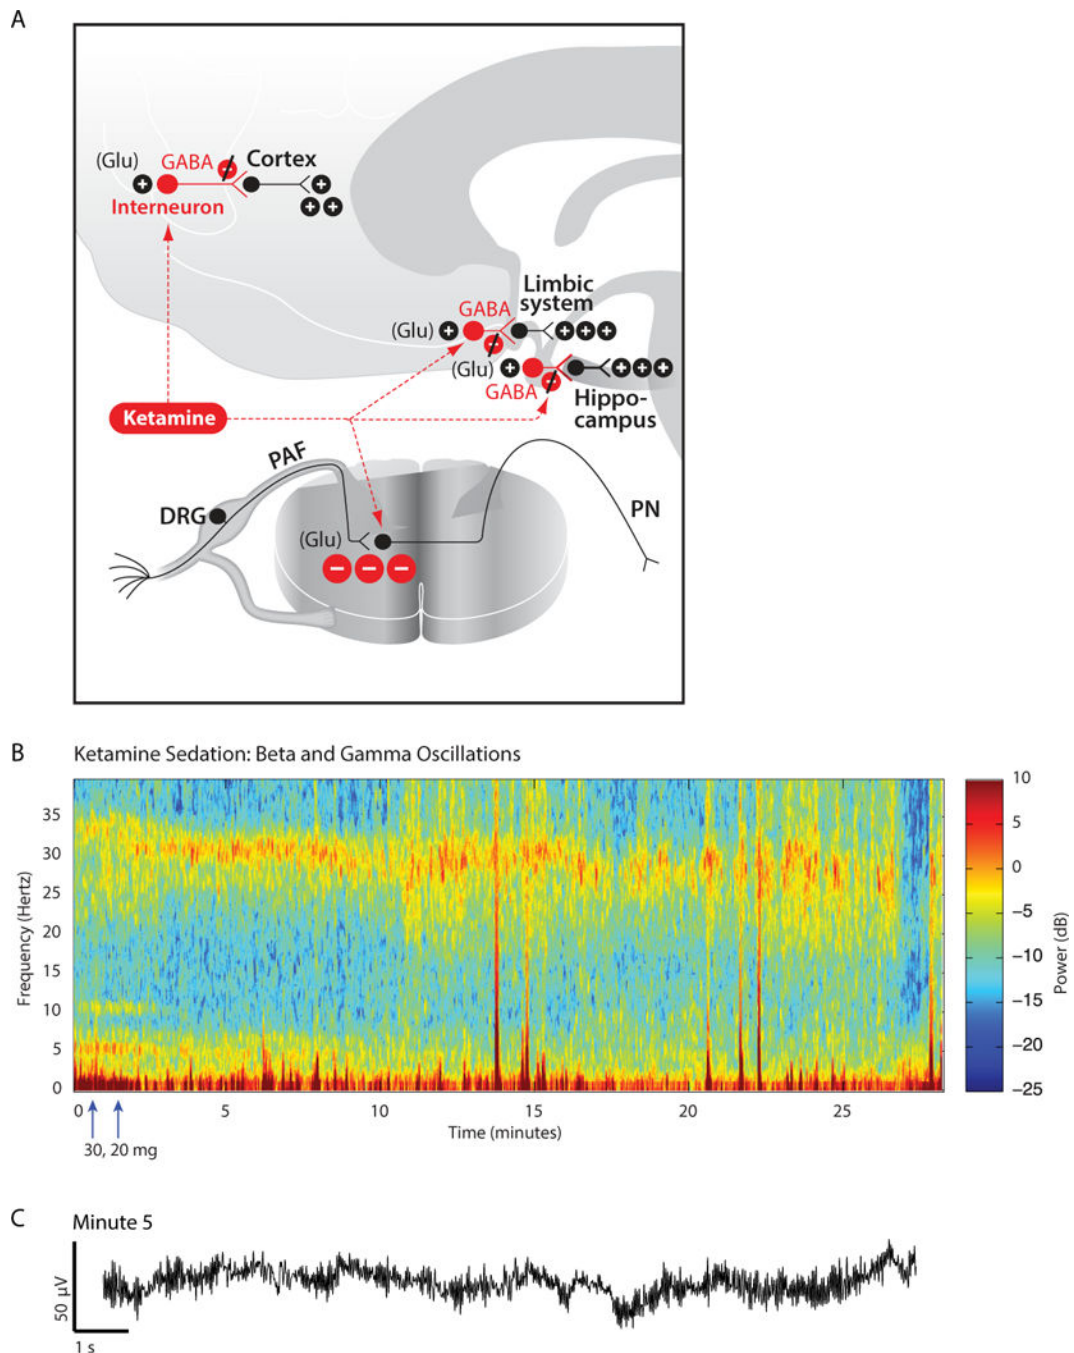 A
(Glu)
GABA
Cortex
Interneuron
Limbic
system
GABA
(Glu)
(Glu)
GABA
Hippo-
campus
Ketamine
PAF
DRG
(Glu)
PN
B
Ketamine Sedation: Beta and Gamma Oscillations
Frequency (Hertz)
35
30
25
20
15
10
5
0
0
5
10
15
20
25
Time (minutes)
30, 20 mg
10
5
0
−5
−10
−15
−20
−25
Power (dB)
C
Minute 5
50 µV
1 s